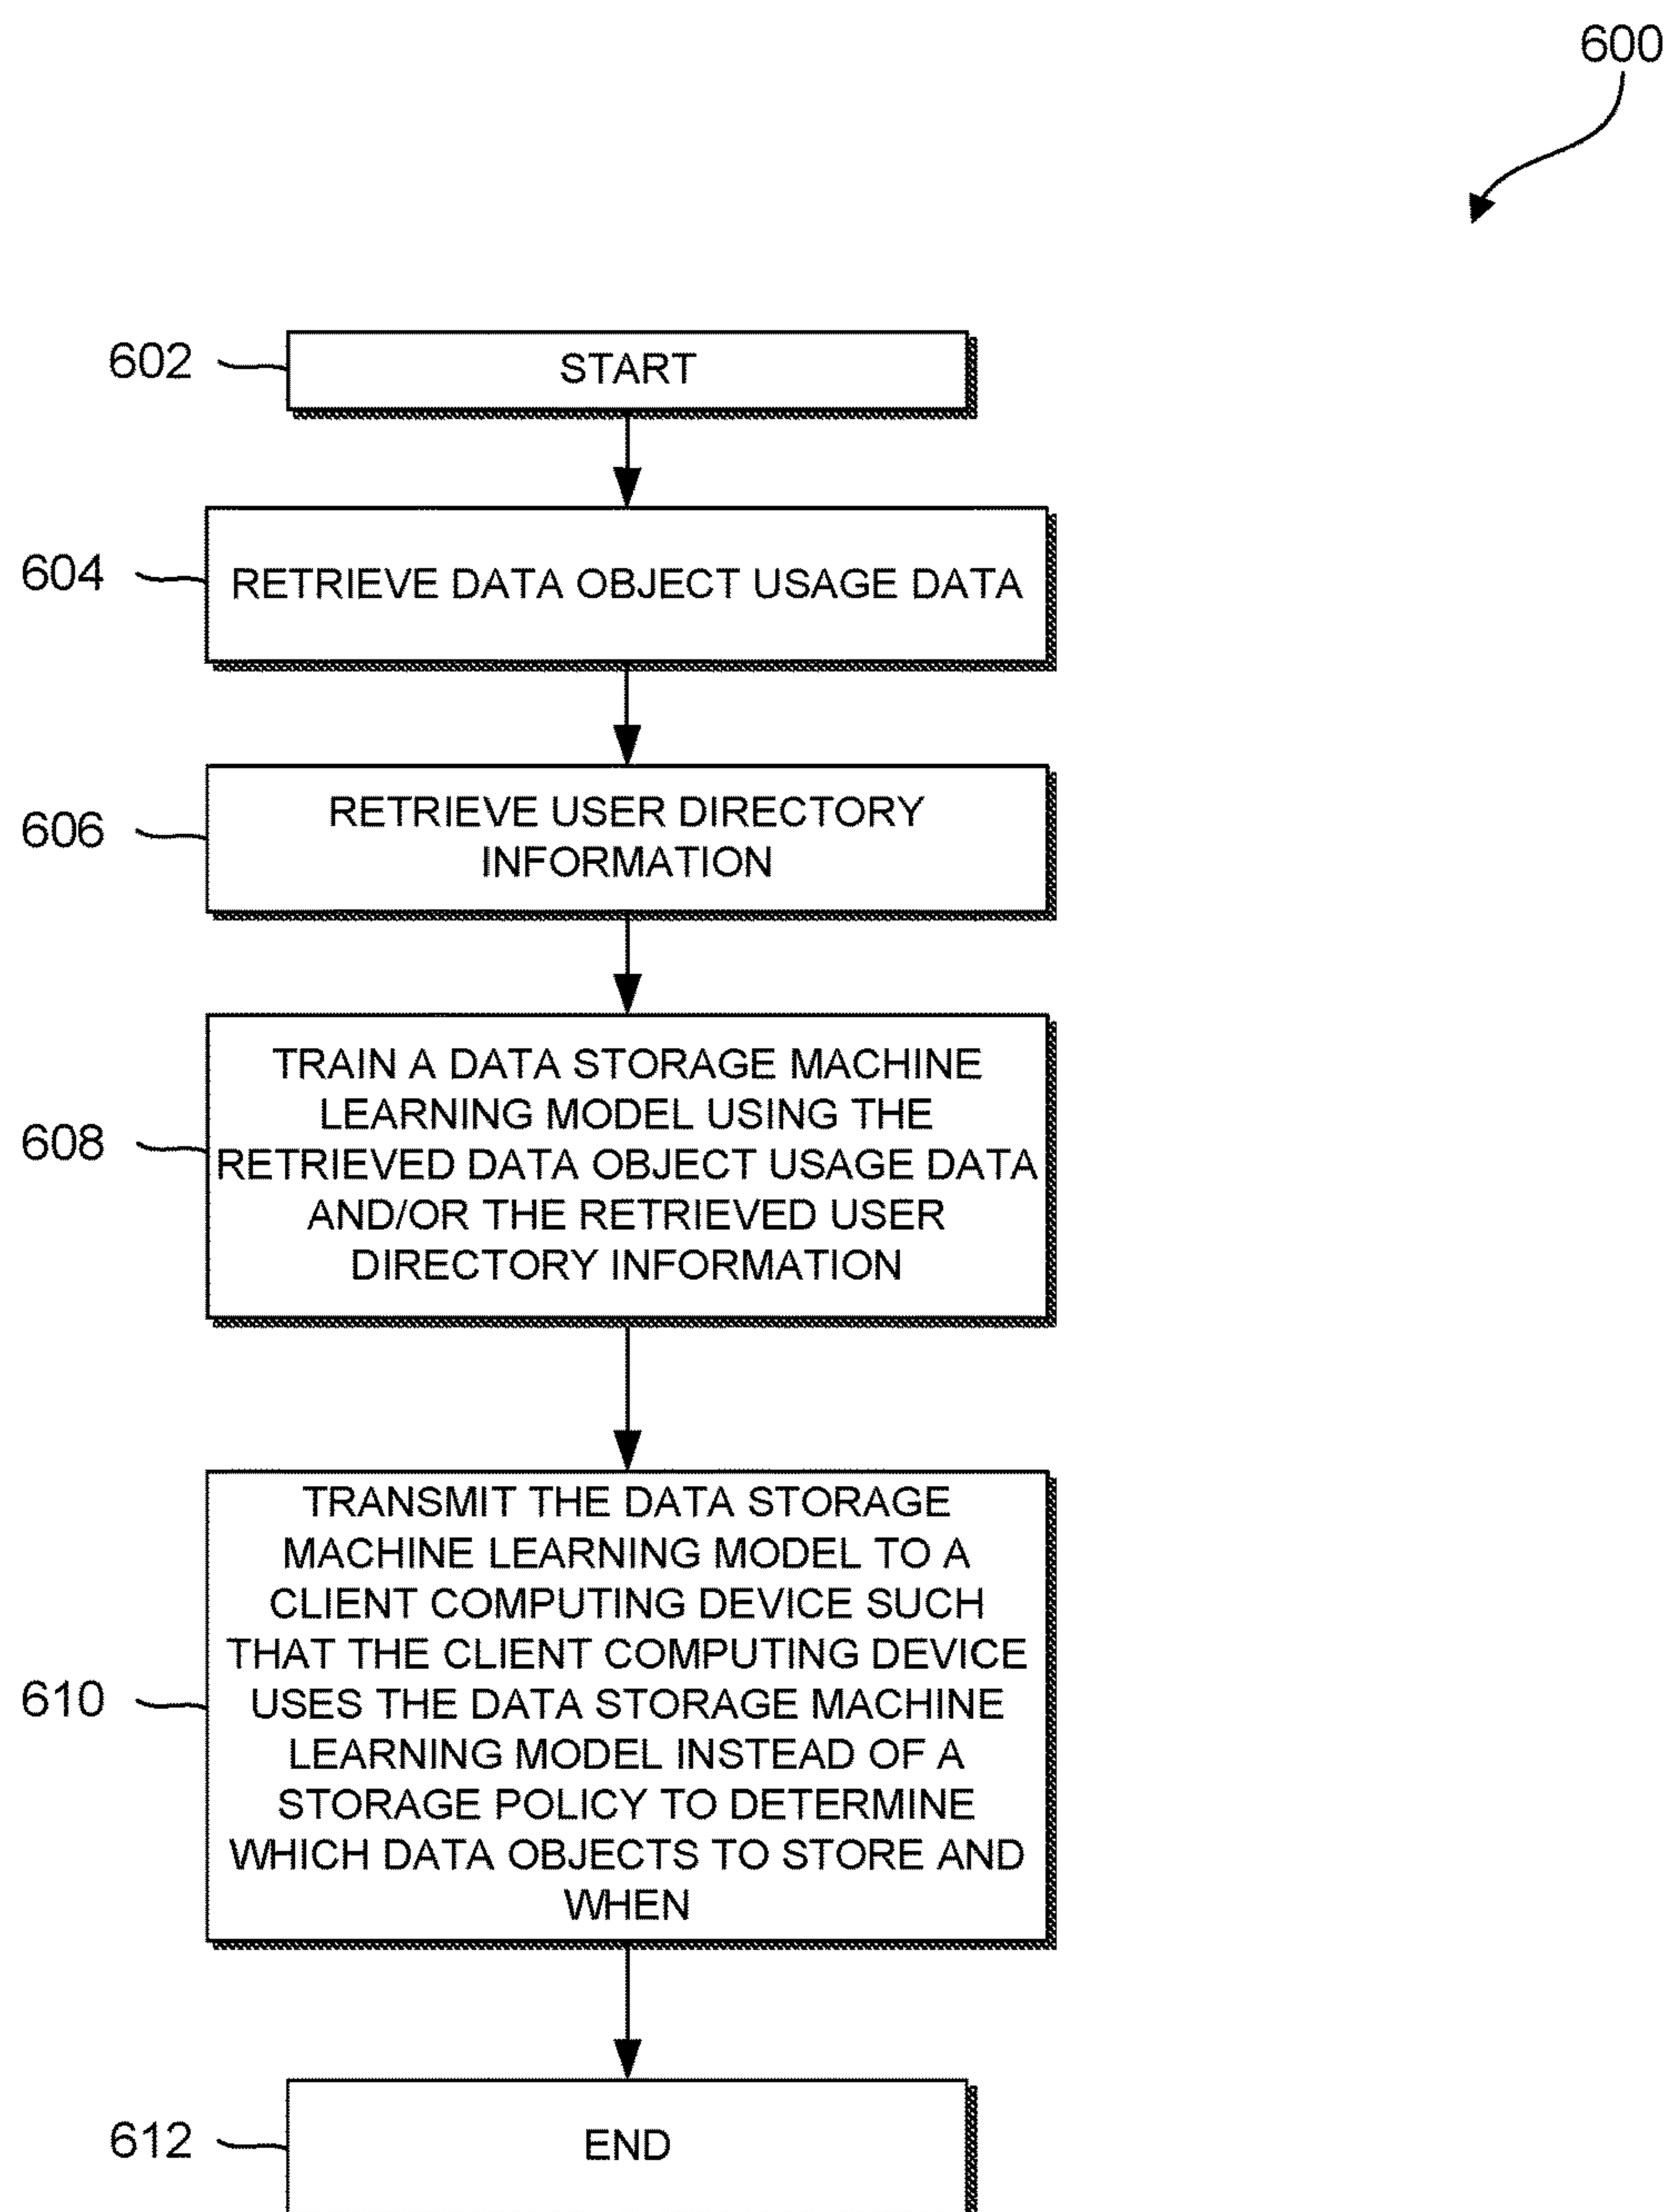 600
602
START
604
RETRIEVE DATA OBJECT USAGE DATA
606
RETRIEVE USER DIRECTORY
INFORMATION
608
TRAIN A DATA STORAGE MACHINE
LEARNING MODEL USING THE
RETRIEVED DATA OBJECT USAGE DATA
AND/OR THE RETRIEVED USER
DIRECTORY INFORMATION
610
TRANSMIT THE DATA STORAGE
MACHINE LEARNING MODEL TO A
CLIENT COMPUTING DEVICE SUCH
THAT THE CLIENT COMPUTING DEVICE
USES THE DATA STORAGE MACHINE
LEARNING MODEL INSTEAD OF A
STORAGE POLICY TO DETERMINE
WHICH DATA OBJECTS TO STORE AND
WHEN
612
END